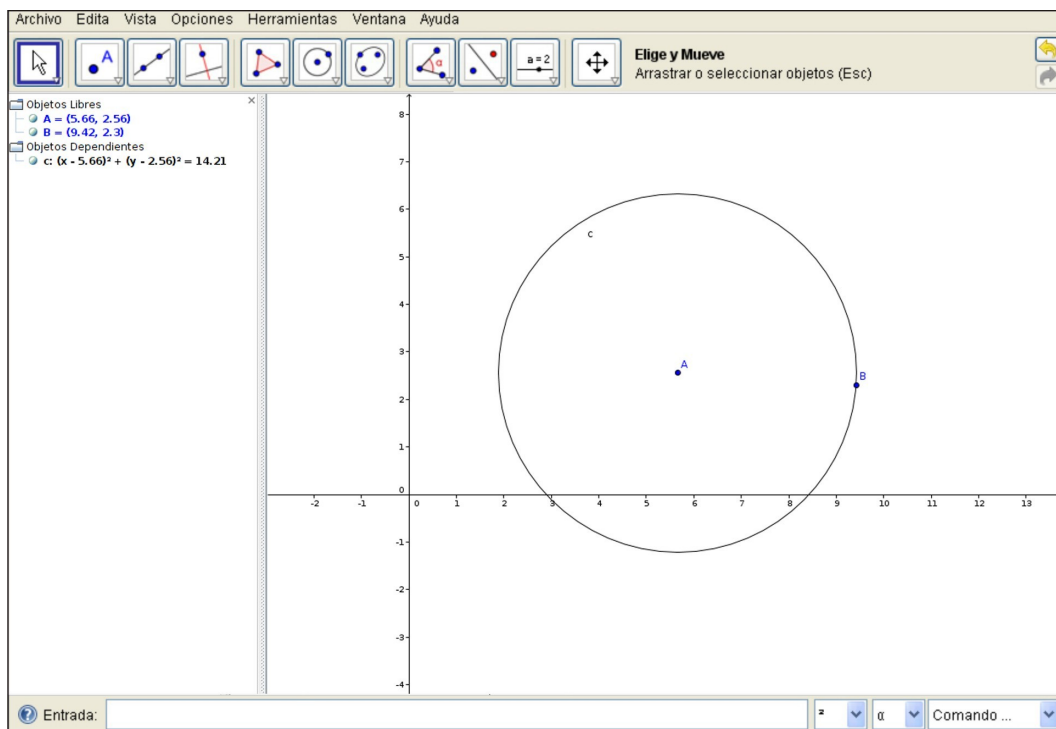 Archivo Edita Vista Opciones Herramientas Ventana Ayuda
A
α
a = 2
Elige y Mueve
Arrastrar o seleccionar objetos (Esc)
Objetos Libres
A = (5.66, 2.56)
B = (9.42, 2.3)
Objetos Dependientes
c: (x - 5.66)² + (y - 2.56)² = 14.21
8
7
6
c
5
4
3
A
B
2
1
0
-2 -1 0 1 2 3 4 5 6 7 8 9 10 11 12 13
-1
-2
-3
-4
Entrada:
²
α
Comando ...